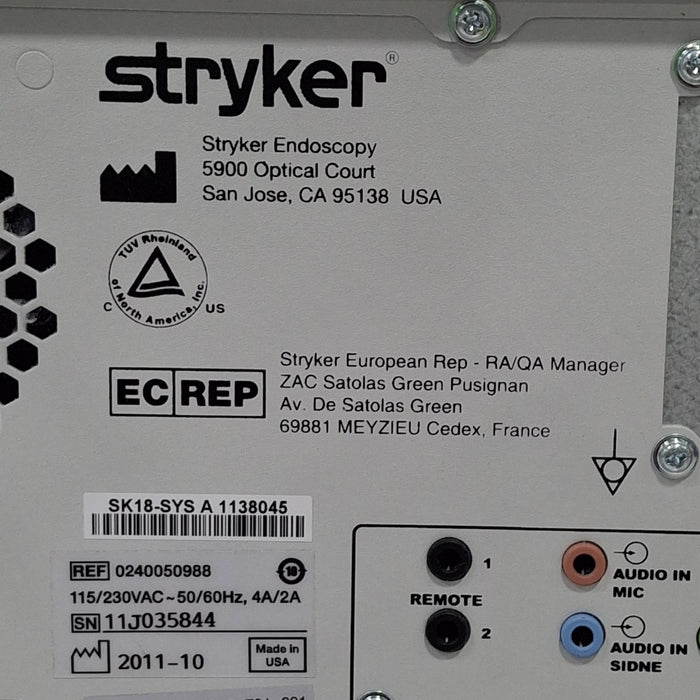 stryker®
Stryker Endoscopy
5900 Optical Court
San Jose, CA 95138 USA
TUV Rheinland
of North America, Inc.
C US
EC REP
Stryker European Rep - RA/QA Manager
ZAC Satolas Green Pusignan
Av. De Satolas Green
69881 MEYZIEU Cedex, France
SK18-SYS A 1138045
REF 0240050988
115/230VAC~50/60Hz, 4A/2A
SN 11J035844
2011-10
Made in
USA
REMOTE
1
2
AUDIO IN
MIC
AUDIO IN
SIDNE